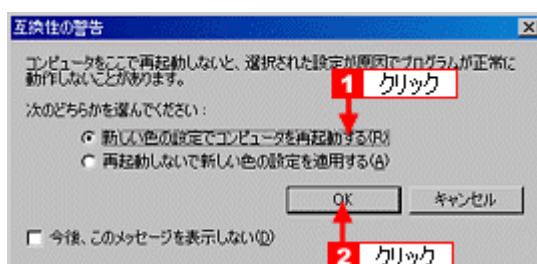 互換性の警告
コンピュータをここで再起動しないと、選択された設定が原因でプログラムが正常に
動作しないことがあります。
1 クリック
次のどちらかを選んでください：
新しい色の設定でコンピュータを再起動する(R)
再起動しないで新しい色の設定を適用する(A)
OK キャンセル
今後、このメッセージを表示しない(D)
2 クリック